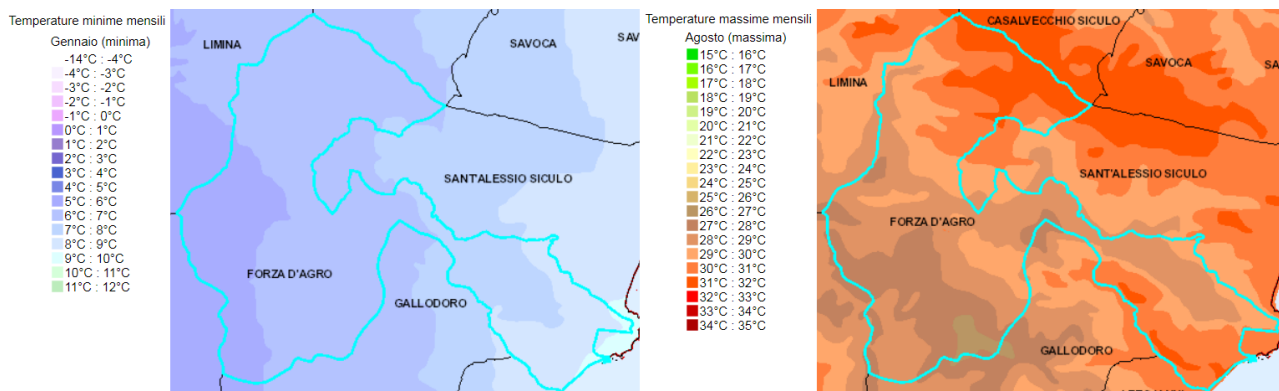 Temperature minime mensili
Gennaio (minima)
-14°C : -4°C
-4°C : -3°C
-3°C : -2°C
-2°C : -1°C
-1°C : 0°C
0°C : 1°C
1°C : 2°C
2°C : 3°C
3°C : 4°C
4°C : 5°C
5°C : 6°C
6°C : 7°C
7°C : 8°C
8°C : 9°C
9°C : 10°C
10°C : 11°C
11°C : 12°C
LIMINA
SAVOCA
SAV
SANT'ALESSIO SICULO
FORZA D'AGRO
GALLODORO
Temperature massime mensili
Agosto (massima)
15°C : 16°C
16°C : 17°C
17°C : 18°C
18°C : 19°C
19°C : 20°C
20°C : 21°C
21°C : 22°C
22°C : 23°C
23°C : 24°C
24°C : 25°C
25°C : 26°C
26°C : 27°C
27°C : 28°C
28°C : 29°C
29°C : 30°C
30°C : 31°C
31°C : 32°C
32°C : 33°C
33°C : 34°C
34°C : 35°C
CASALVECCHIO SICULO
LIMINA
SAVOCA
SA
SANT'ALESSIO SICULO
FORZA D'AGRO
GALLODORO